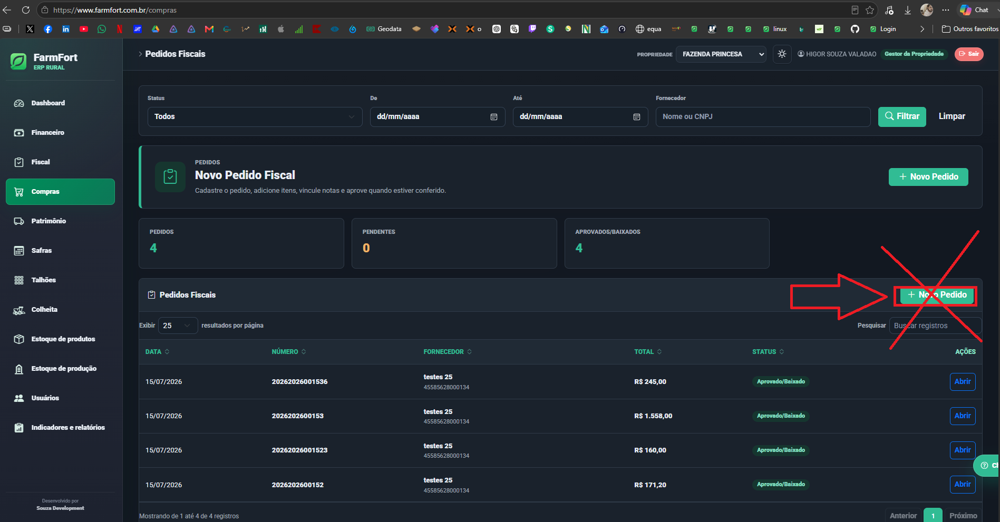 https://www.farmfort.com.br/compras
Chat
Geodata
o
equa
linux
Login
Outros favoritos
FarmFort
ERP RURAL
Pedidos Fiscais
PROPRIEDADE
FAZENDA PRINCESA
HIGOR SOUZA VALADAO
Gestor da Propriedade
Sair
Dashboard
Financeiro
Fiscal
Compras
Patrimônio
Safras
Talhões
Colheita
Estoque de produtos
Estoque de produção
Usuários
Indicadores e relatórios
Desenvolvido por
Souza Development
Status
De
Até
Fornecedor
Todos
dd/mm/aaaa
dd/mm/aaaa
Nome ou CNPJ
Filtrar
Limpar
PEDIDOS
Novo Pedido Fiscal
Cadastre o pedido, adicione itens, vincule notas e aprove quando estiver conferido.
+ Novo Pedido
PEDIDOS
4
PENDENTES
0
APROVADOS/BAIXADOS
4
Pedidos Fiscais
+ Novo Pedido
Exibir 25 resultados por página
Pesquisar Buscar registros
DATA NÚMERO FORNECEDOR TOTAL STATUS AÇÕES
15/07/2026 20262026001536 testes 25 R$ 245,00 Aprovado/Baixado Abrir
45585628000134
15/07/2026 2026202600153 testes 25 R$ 1.558,00 Aprovado/Baixado Abrir
45585628000134
15/07/2026 20262026001523 testes 25 R$ 160,00 Aprovado/Baixado Abrir
45585628000134
15/07/2026 2026202600152 testes 25 R$ 171,20 Aprovado/Baixado Abrir
45585628000134
Mostrando de 1 até 4 de 4 registros
Anterior 1 Próximo